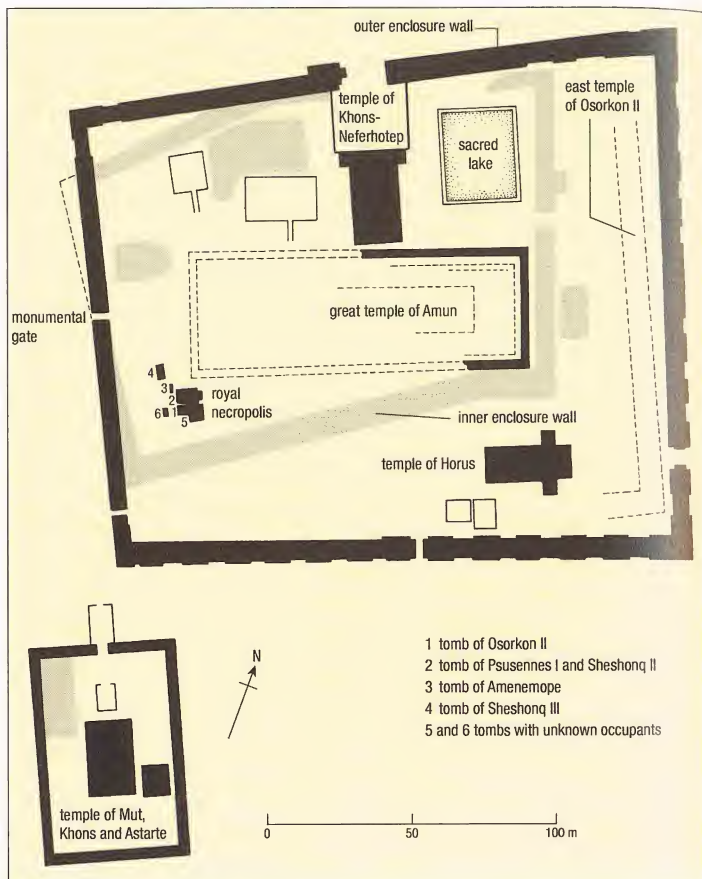 outer enclosure wall
temple of
Khons-
Neferhotep
sacred
lake
east temple
of Osorkon II
monumental
gate
great temple of Amun
4
3
2
6
1
5
royal
necropolis
inner enclosure wall
temple of Horus
N
1 tomb of Osorkon II
2 tomb of Psusennes I and Sheshonq II
3 tomb of Amenemope
4 tomb of Sheshonq III
5 and 6 tombs with unknown occupants
temple of Mut,
Khons and Astarte
0 50 100 m